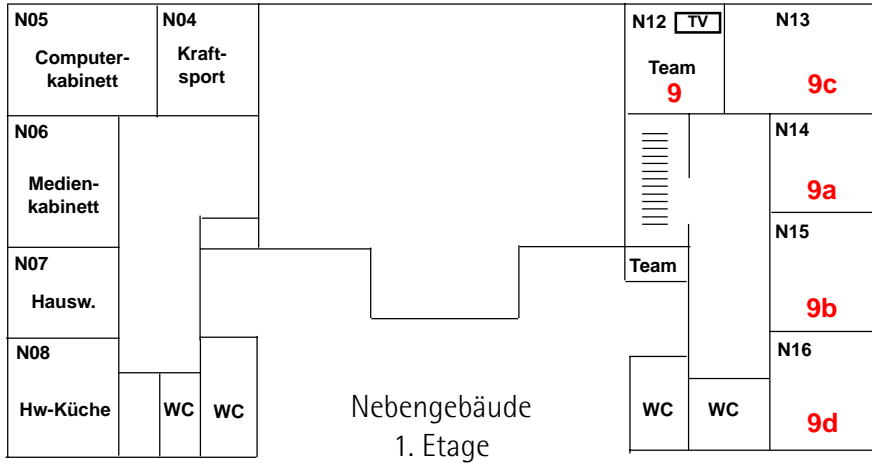 N05
Computer-
kabinett
N04
Kraft-
sport
N12 TV
Team
9
N13
9c
N06
Medien-
kabinett
N14
9a
N07
Hausw.
Team
N15
9b
N08
Hw-Küche
WC
WC
Nebengebäude
1. Etage
WC
WC
N16
9d